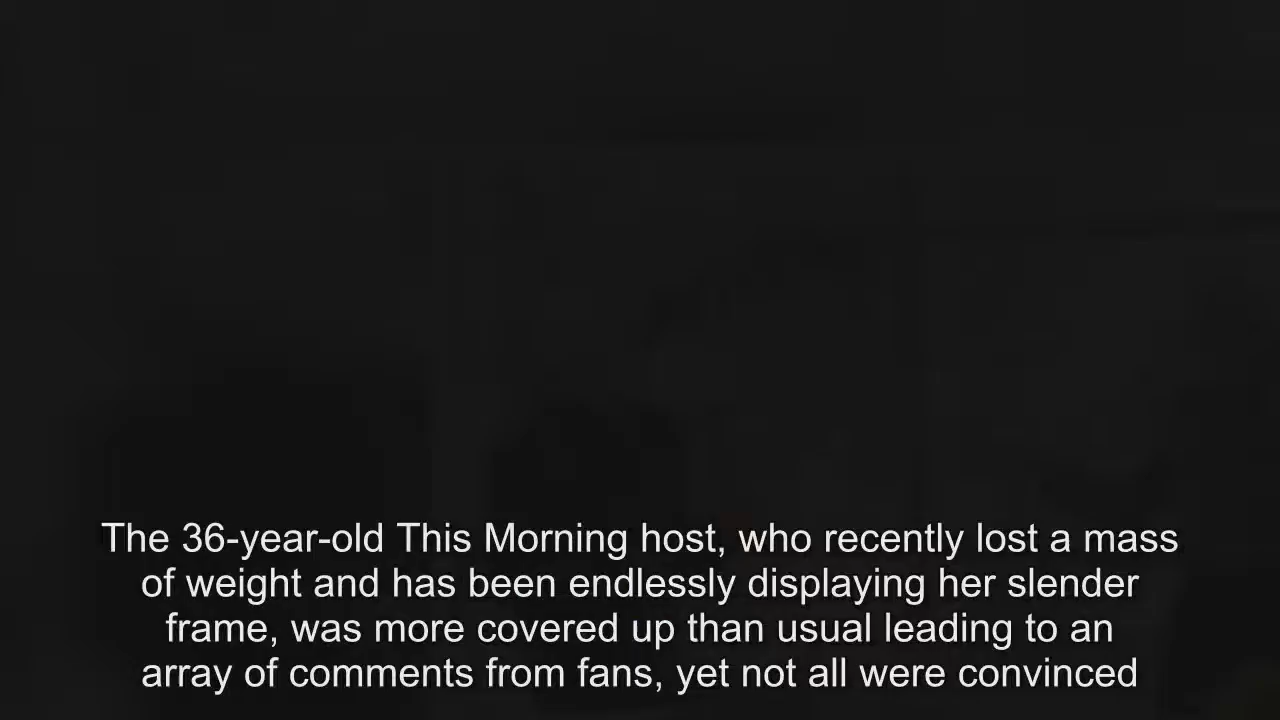 The 36-year-old This Morning host, who recently lost a mass
of weight and has been endlessly displaying her slender
frame, was more covered up than usual leading to an
array of comments from fans, yet not all were convinced